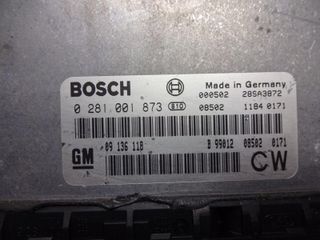 BOSCH Made in Germany
000502 28SA3872
0 281 001 873 810 08502 1184 0171
GM 09 136 118 B 99012 08502 0171
CW